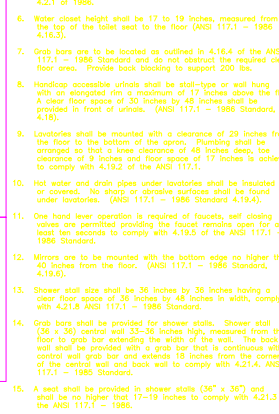 4.2.1 of 1986.
6. Water closet height shall be 17 to 19 inches, measured from
the top of the toilet seat to the floor (ANSI 117.1 - 1986
4.16.3).
7. Grab bars are to be located as outlined in 4.16.4 of the ANSI
117.1 - 1986 Standard and do not obstruct the required cl
floor area. Provide back blocking to support 250 lbs.
8. Handicap accessible urinals shall be stall-type or wall hung
with an elongated rim a maximum of 17 inches above the f
A clear floor space of 30 inches by 48 inches shall be
provided in front of urinals. (ANSI 117.1 - 1986 Standard,
4.18).
9. Lavatories shall be mounted with a clearance of 29 inches fr
the floor to the bottom of the apron. Plumbing shall be
arranged so that a knee clearance of 48 inches deep, toe
clearance of 9 inches and floor space of 17 inches is achie
to comply with 4.19.2 of the ANSI 117.1.
10. Hot water and drain pipes under lavatories shall be insulated
or covered. No sharp or abrasive surfaces shall be found
under lavatories. (ANSI 117.1 - 1986 Standard 4.19.4).
11. One hand lever operation is required of faucets, self closing
valves are permitted providing the faucet remains open for a
least ten seconds to comply with 4.19.5 of the ANSI 117.1 -
1986 Standard.
12. Mirrors are to be mounted with the bottom edge no higher th
40 inches from the floor. (ANSI 117.1 - 1986 Standard,
4.19.6).
13. Shower stall size shall be 36 inches by 36 inches having a
clear floor space of 36 inches by 48 inches in width, comply
with 4.21.2 ANSI 117.1 - 1986 Standard.
14. Grab bars shall be provided for shower stalls. Shower stall
(36 x 36) control wall 33-36 inches high, measured from th
floor to grab bar extending the width of the wall. The back
wall shall be provided with a grab bar that is continuous with
control wall grab bar and extends 18 inches from the corner
of the control wall and back wall to comply with 4.21.4 ANSI
117.1 - 1986 Standard.
15. A seat shall be provided in shower stalls (36" x 36") and
shall be no higher that 17-19 inches to comply with 4.21.3
the ANSI 117.1 - 1986.